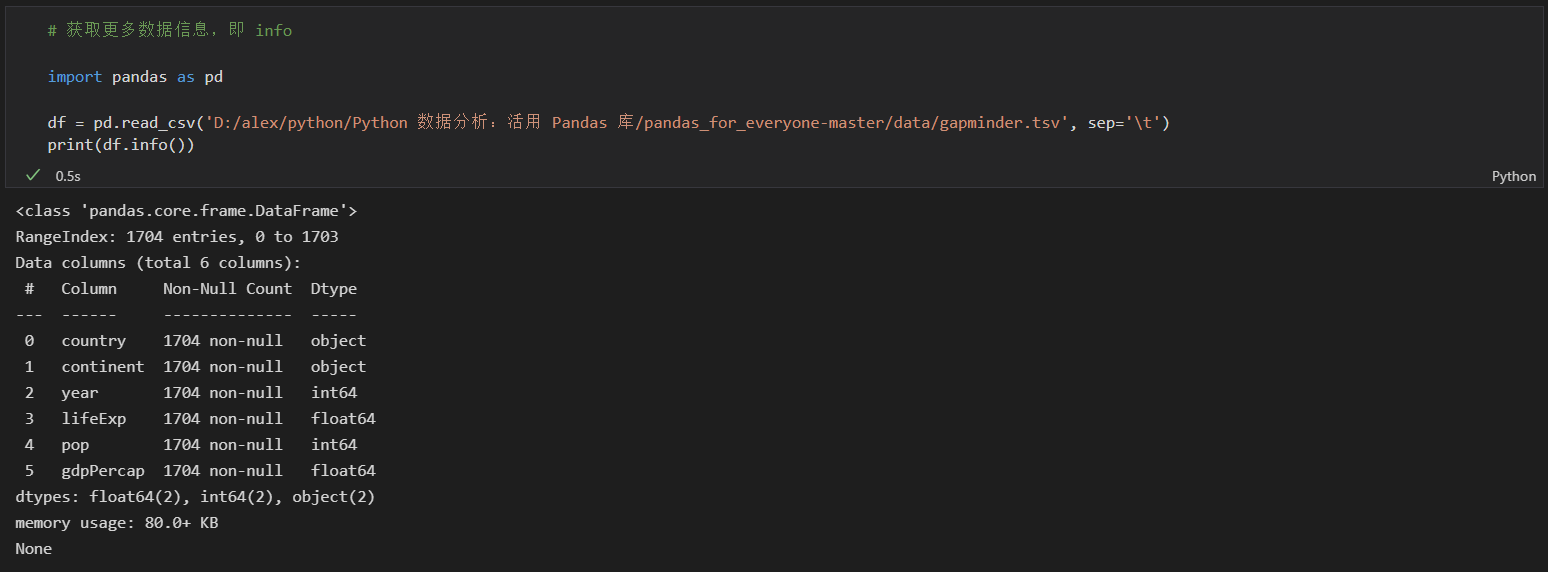 # 获取更多数据信息，即 info
import pandas as pd
df = pd.read_csv('D:/alex/python/Python 数据分析：活用 Pandas 库/pandas_for_everyone-master/data/gapminder.tsv', sep='\t')
print(df.info())
0.5s Python
<class 'pandas.core.frame.DataFrame'>
RangeIndex: 1704 entries, 0 to 1703
Data columns (total 6 columns):
 #   Column     Non-Null Count  Dtype
---  ------     --------------  -----
 0   country    1704 non-null   object
 1   continent  1704 non-null   object
 2   year       1704 non-null   int64
 3   lifeExp    1704 non-null   float64
 4   pop        1704 non-null   int64
 5   gdpPercap  1704 non-null   float64
dtypes: float64(2), int64(2), object(2)
memory usage: 80.0+ KB
None